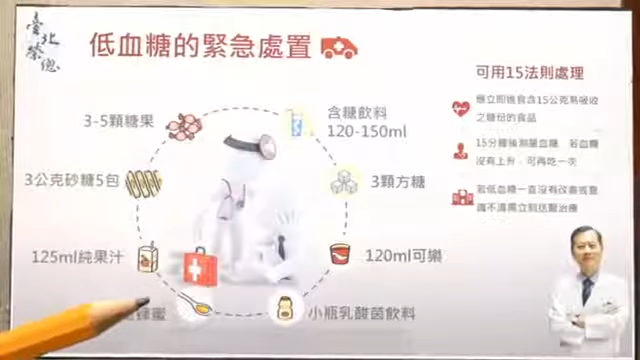 臺北榮總
低血糖的緊急處置
3-5顆糖果
含糖飲料
120-150ml
3公克砂糖5包
3顆方糖
125ml純果汁
120ml可樂
蜂蜜
小瓶乳酸菌飲料
可用15法則處理
應立即進食含15公克易吸收
之糖份的食品
15分鐘後測量血糖　若血糖
沒有上升，可再吃一次
若低血糖一直沒有改善或意
識不清需立刻送醫治療